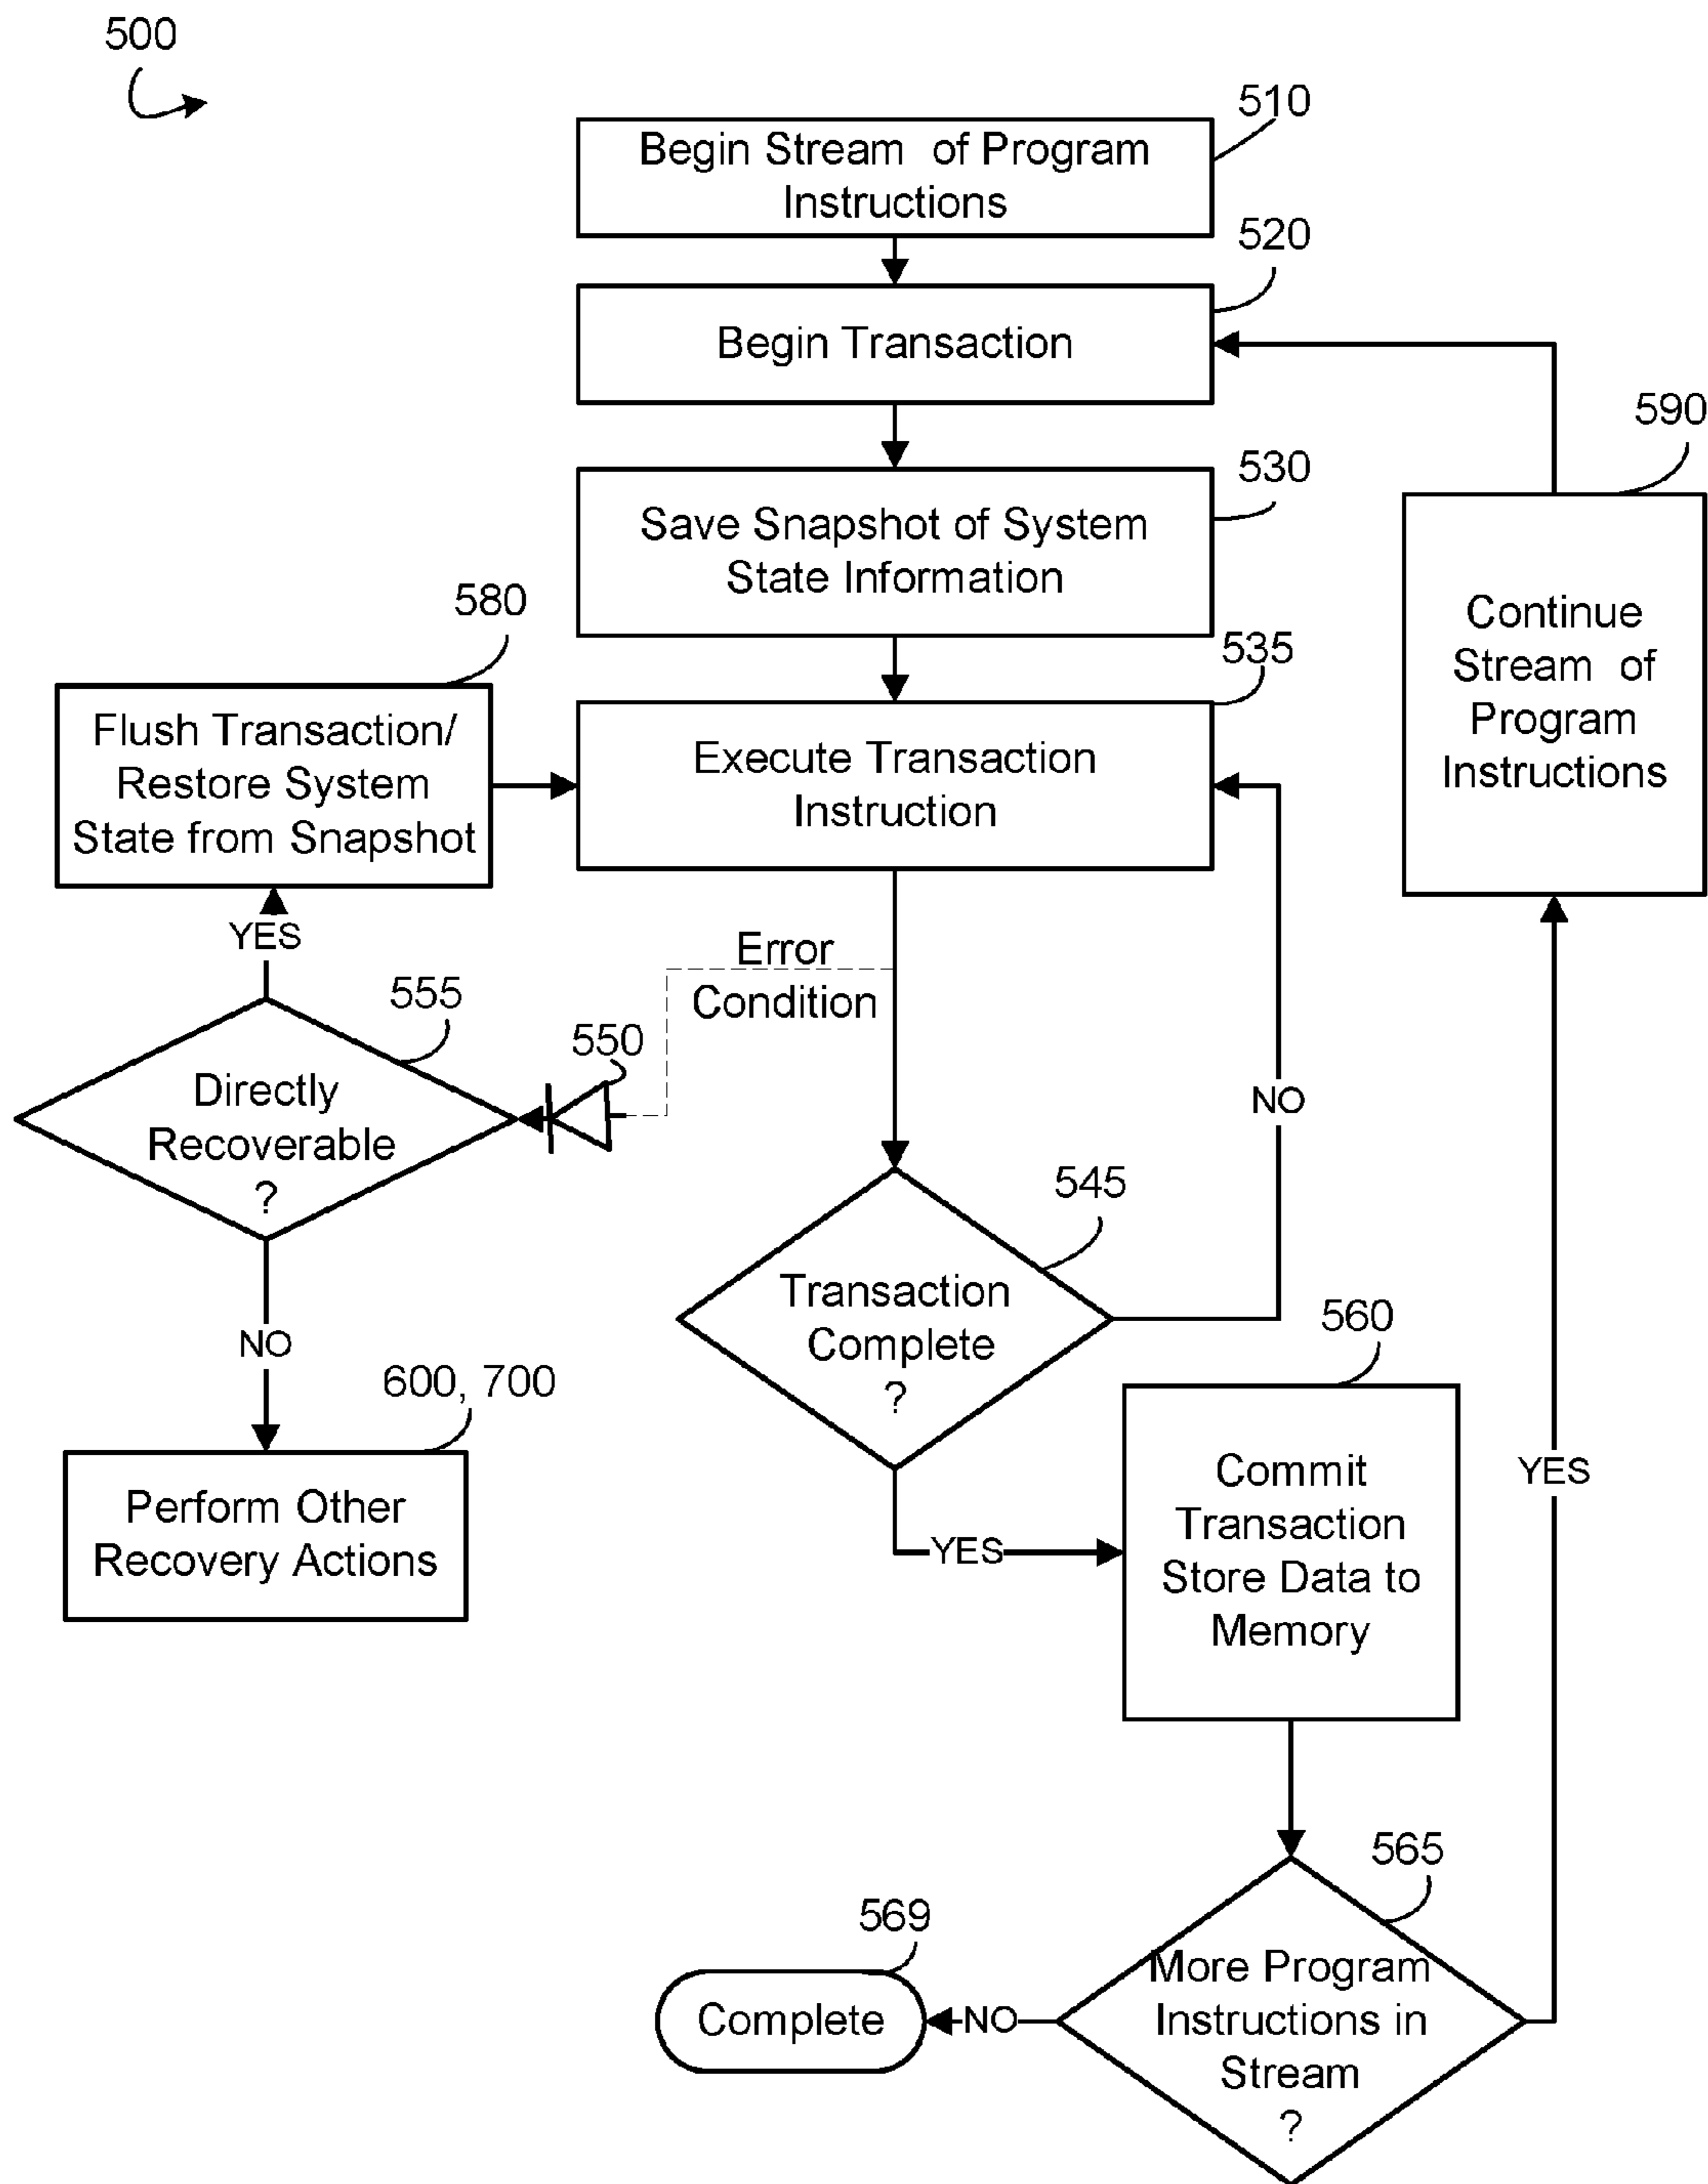 500
510
Begin Stream of Program
Instructions
520
Begin Transaction
590
530
Save Snapshot of System
State Information
Continue
Stream of
Program
Instructions
580
535
Flush Transaction/
Restore System
State from Snapshot
Execute Transaction
Instruction
YES
Error
Condition
555
550
Directly
Recoverable
?
NO
545
Transaction
Complete
?
NO
560
600, 700
Perform Other
Recovery Actions
YES
Commit
Transaction
Store Data to
Memory
YES
565
569
More Program
Instructions in
Stream
?
NO
Complete